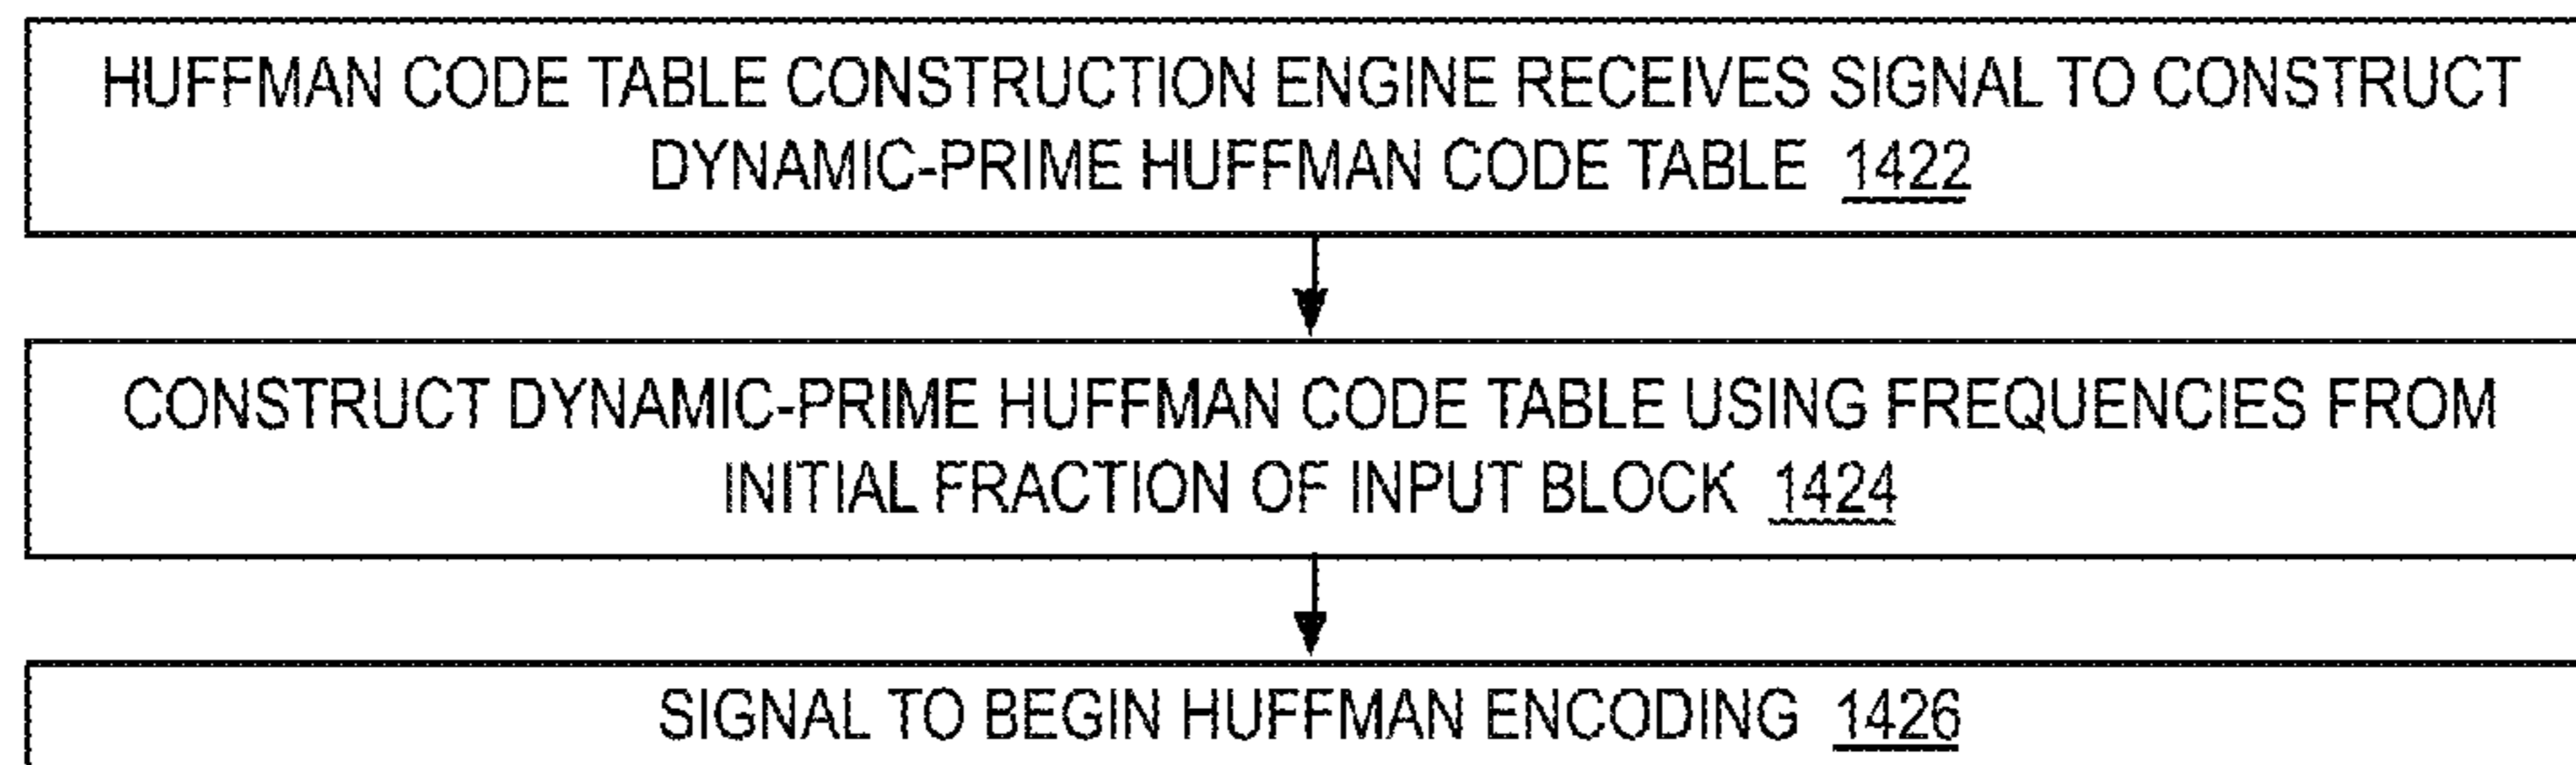 HUFFMAN CODE TABLE CONSTRUCTION ENGINE RECEIVES SIGNAL TO CONSTRUCT
DYNAMIC-PRIME HUFFMAN CODE TABLE 1422
CONSTRUCT DYNAMIC-PRIME HUFFMAN CODE TABLE USING FREQUENCIES FROM
INITIAL FRACTION OF INPUT BLOCK 1424
SIGNAL TO BEGIN HUFFMAN ENCODING 1426